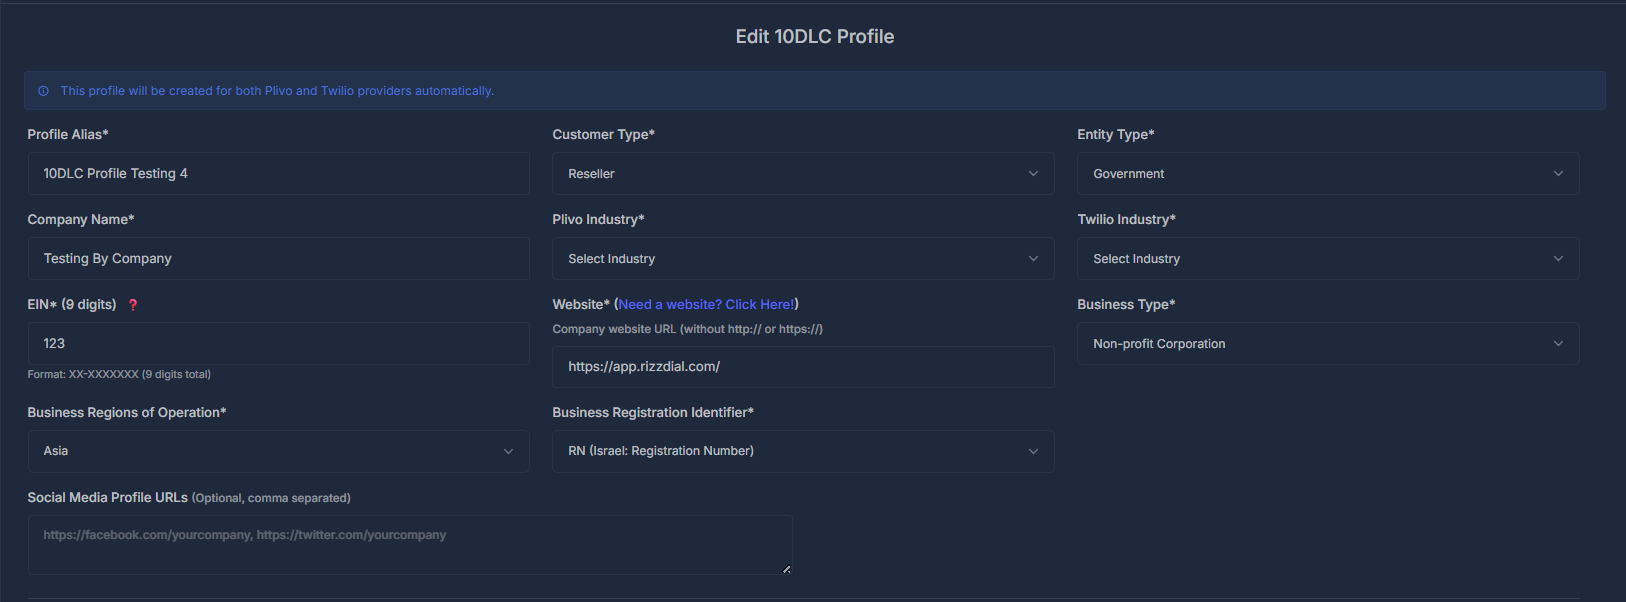 Edit 10DLC Profile
This profile will be created for both Plivo and Twilio providers automatically.
Profile Alias*
Customer Type*
Entity Type*
10DLC Profile Testing 4
Reseller
Government
Company Name*
Plivo Industry*
Twilio Industry*
Testing By Company
Select Industry
Select Industry
EIN* (9 digits) ?
Website* (Need a website? Click Here!)
Business Type*
Company website URL (without http:// or https://)
123
Non-profit Corporation
https://app.rizzdial.com/
Format: XX-XXXXXXX (9 digits total)
Business Regions of Operation*
Business Registration Identifier*
Asia
RN (Israel: Registration Number)
Social Media Profile URLs (Optional, comma separated)
https://facebook.com/yourcompany, https://twitter.com/yourcompany